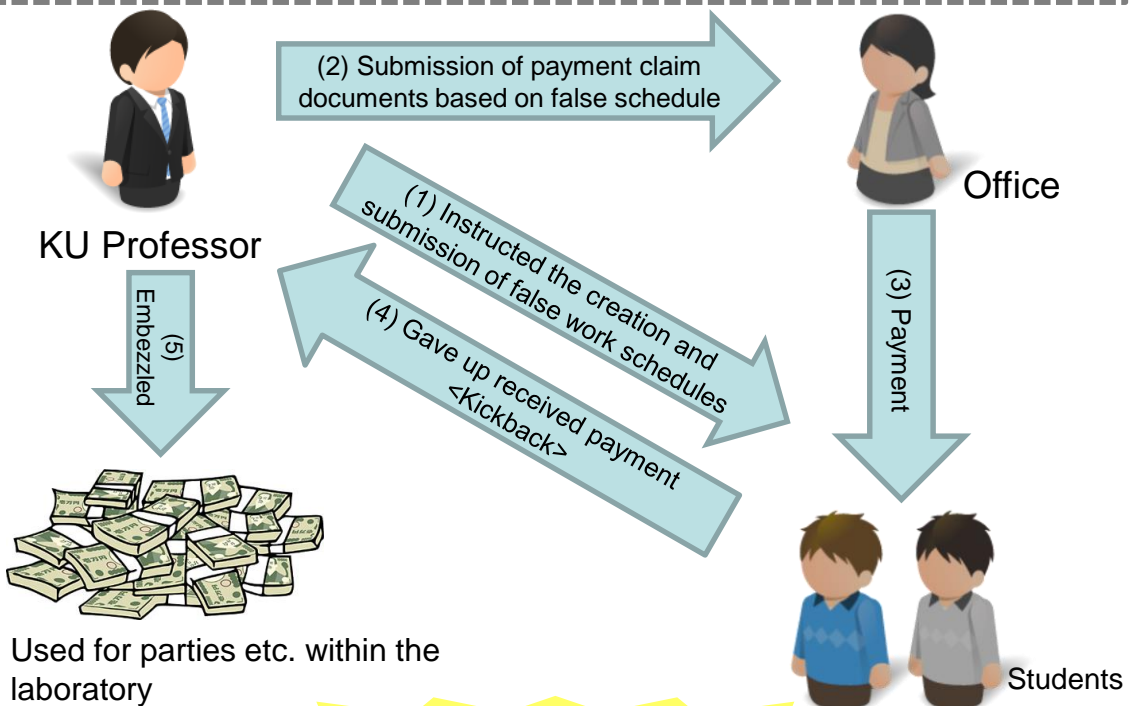 (2) Submission of payment claim
documents based on false schedule
Office
KU Professor
(1) Instructed the creation and
submission of false work schedules
(3) Payment
(4) Gave up received payment
<Kickback>
(5)
Embezzled
Used for parties etc. within the
laboratory
Students